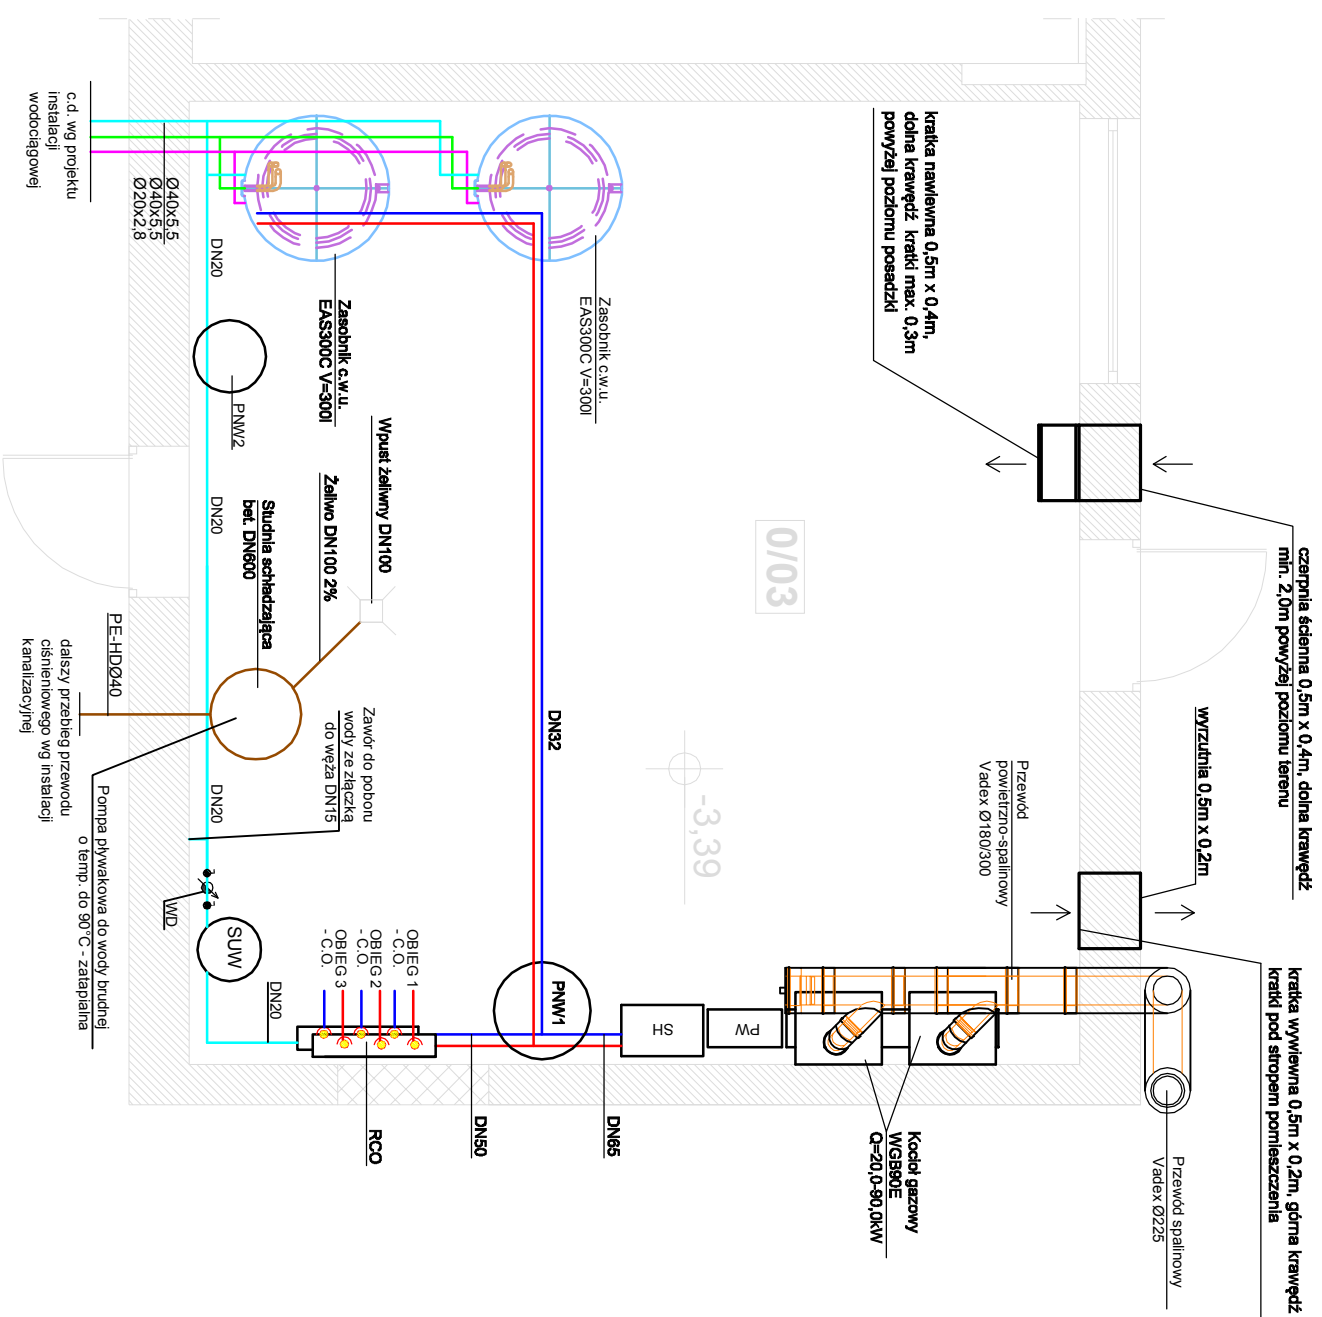 czerpnia ścienna 0,5m x 0,4m, dolna krawędź
min. 2,0m powyżej poziomu terenu
kratka wywiewna 0,5m x 0,2m, górna krawędź
kratki pod stropem pomieszczenia
wyrzutnia 0,5m x 0,2m
Przewód spalinowy
Vadex Ø225
Przewód
powietrzno-spalinowy
Vadex Ø180/300
kratka nawiewna 0,5m x 0,4m,
dolna krawędź kratki max. 0,3m
powyżej poziomu posadzki
Kocioł gazowy
WGB90E
Q=20,0-90,0kW
0/03
-3,39
PW
SH
DN65
Zasobnik c.w.u.
EAS300C V=300l
DN32
PNW1
DN50
Wpust żeliwny DN100
Żeliwo DN100 2%
Zasobnik c.w.u.
EAS300C V=300l
RCO
OBIEG 1
- C.O.
OBIEG 2
- C.O.
OBIEG 3
- C.O.
Zawór do poboru
wody ze złączką
do węża DN15
Studnia schładzająca
bet. DN600
DN20
SUW
PNW2
DN20
DN20
DN20
WD
Ø40x5,5
Ø40x5,5
Ø20x2,8
PE-HDØ40
Pompa pływakowa do wody brudnej
o temp. do 90°C - zatapialna
c.d. wg projektu
instalacji
wodociągowej
dalszy przebieg przewodu
ciśnieniowego wg instalacji
kanalizacyjnej